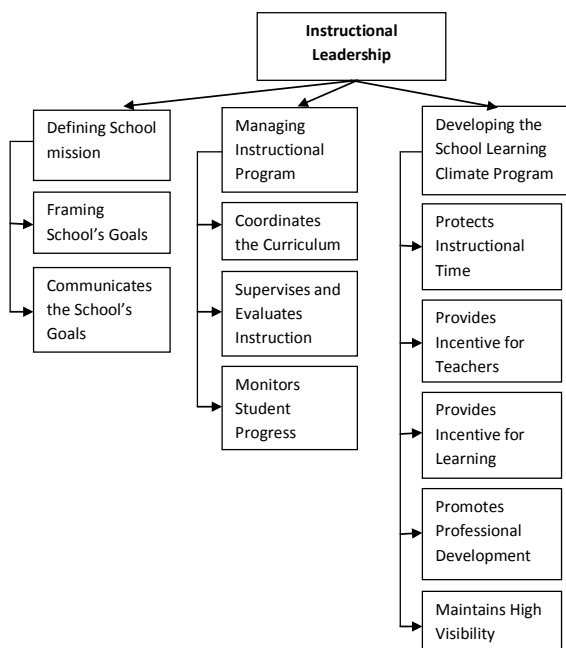 Instructional
Leadership
Defining School
mission
Framing
School’s Goals
Communicates
the School’s
Goals
Managing
Instructional
Program
Coordinates
the Curriculum
Supervises and
Evaluates
Instruction
Monitors
Student
Progress
Developing the
School Learning
Climate Program
Protects
Instructional
Time
Provides
Incentive for
Teachers
Provides
Incentive for
Learning
Promotes
Professional
Development
Maintains High
Visibility